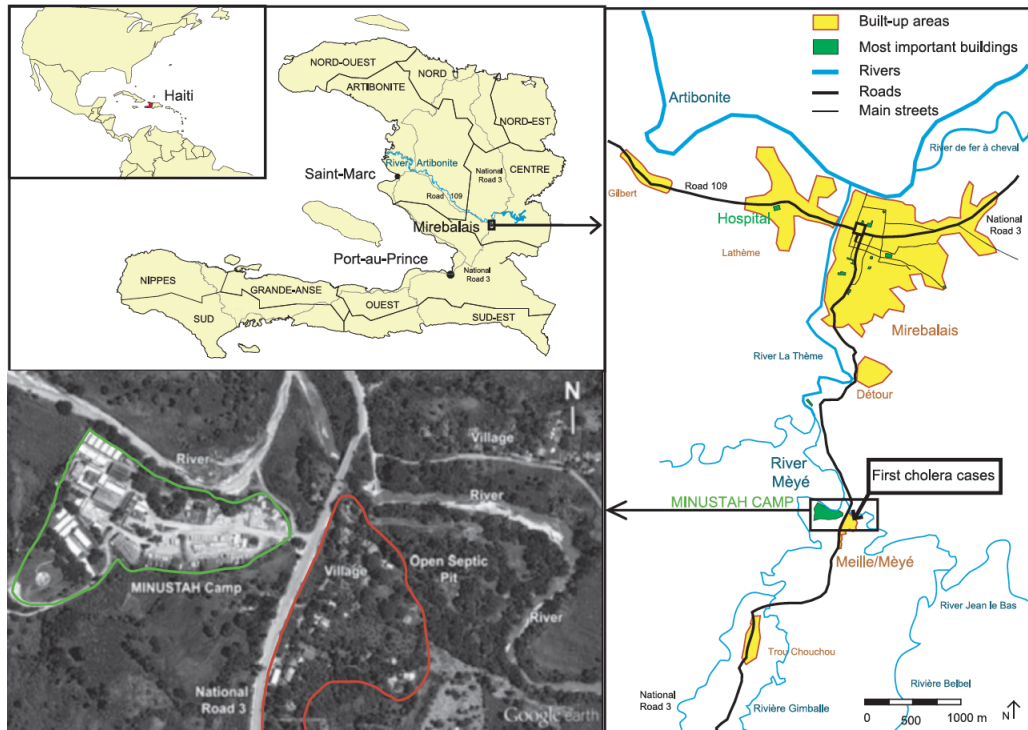 Haiti
NORD-OUEST
NORD
ARTIBONITE
NORD-EST
River Artibonite
CENTRE
National
Road 3
Saint-Marc
Road 109
Mirebalais
Port-au-Prince
National
Road 3
NIPPES
GRANDE-ANSE
OUEST
SUD
SUD-EST
N
Village
River
River
MINUSTAH Camp
Village
Open Septic
Pit
River
National
Road 3
Google earth
Built-up areas
Most important buildings
Rivers
Roads
Main streets
Artibonite
River de fer à cheval
Road 109
Gilbert
Hospital
National
Road 3
Lathème
Mirebalais
River La Thème
Détour
River
Mèyé
First cholera cases
MINUSTAH CAMP
Meille/Mèyé
River Jean le Bas
Trou Chouchou
Rivière Belbel
National
Road 3
Rivière Gimballe
0 500 1000 m
N